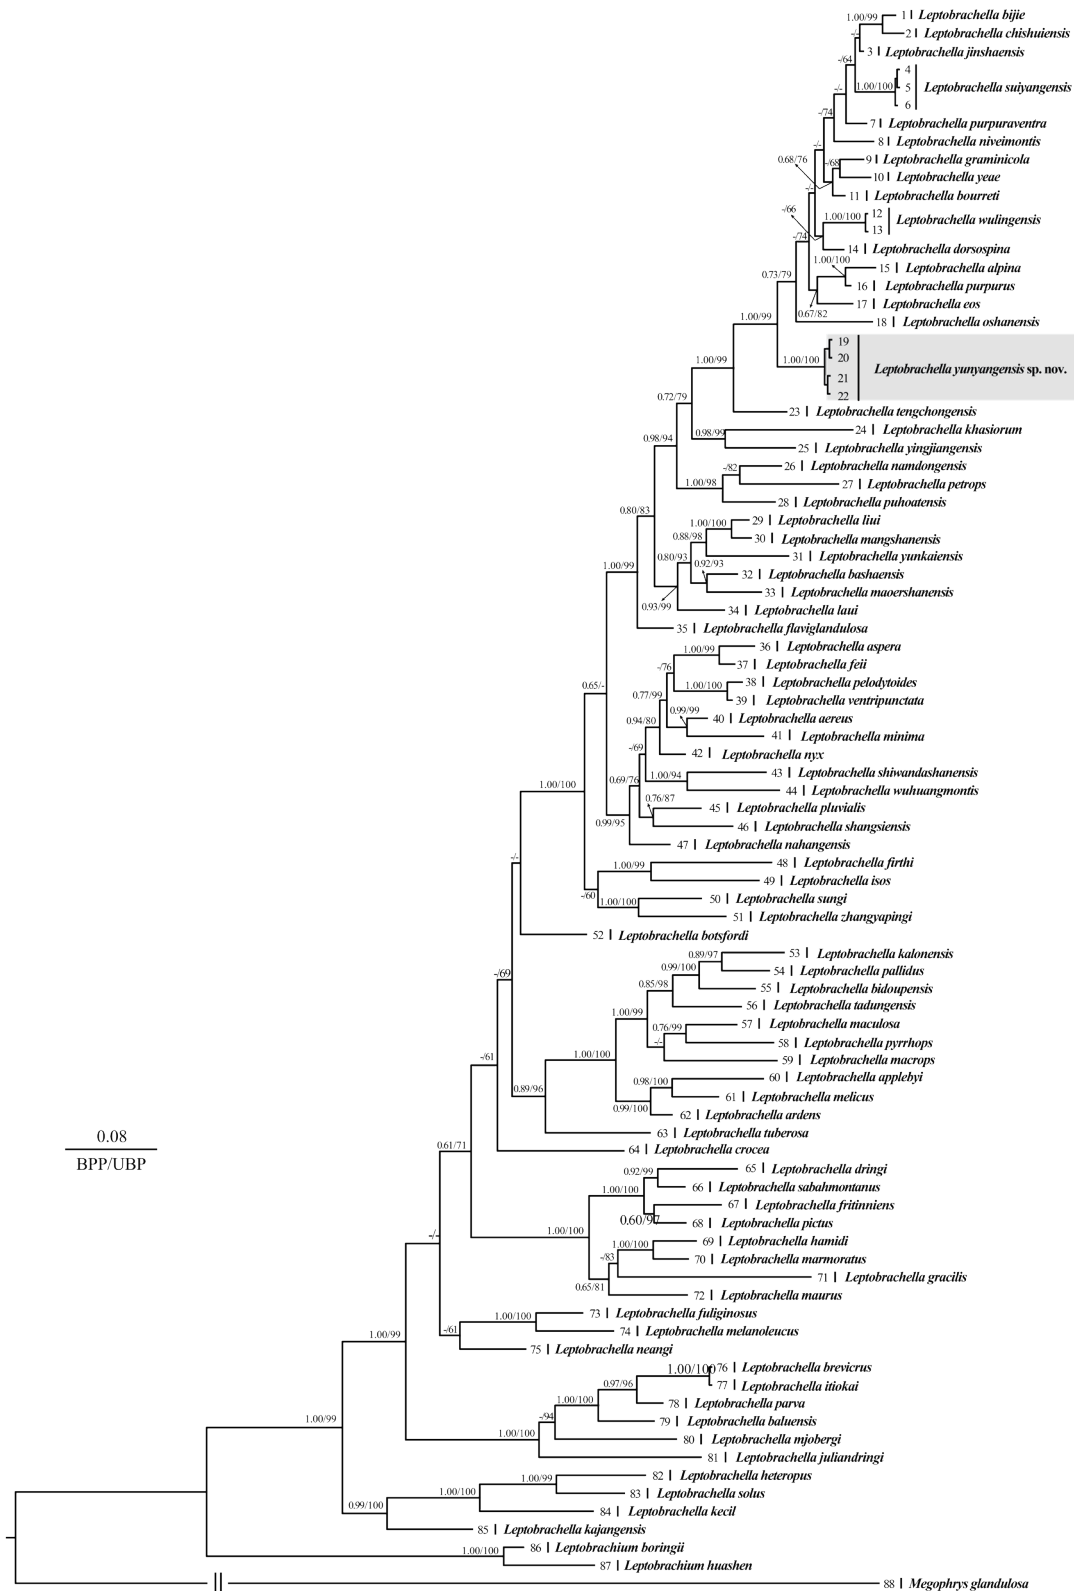 1.00/99
1 Leptobrachella bijie
2 Leptobrachella chishuiensis
-/-
3 Leptobrachella jinshaensis
-/64
4
1.00/100
5 Leptobrachella suiyangensis
6
-/-
7 Leptobrachella purpuraventra
-/74
8 Leptobrachella niveimontis
-/-
0.68/76
-/68
9 Leptobrachella graminicola
10 Leptobrachella yeae
11 Leptobrachella bourreti
-/-
-/66
1.00/100
12
Leptobrachella wulingensis
13
-/74
14 Leptobrachella dorsospina
1.00/100
15 Leptobrachella alpina
0.73/79
16 Leptobrachella purpurus
17 Leptobrachella eos
0.67/82
1.00/99
18 Leptobrachella oshanensis
19
1.00/99
1.00/100
20
Leptobrachella yunyangensis sp. nov.
21
22
0.72/79
23 Leptobrachella tengchongensis
24 Leptobrachella khasiorum
0.98/94
0.98/99
25 Leptobrachella yingjiangensis
-/82
26 Leptobrachella namdongensis
1.00/98
27 Leptobrachella petrops
28 Leptobrachella puhoatensis
0.80/83
1.00/100
29 Leptobrachella liui
0.88/98
30 Leptobrachella mangshanensis
0.80/93
31 Leptobrachella yunkaiensis
1.00/99
0.92/93
32 Leptobrachella bashaensis
33 Leptobrachella maoershanensis
0.93/99
34 Leptobrachella laui
35 Leptobrachella flaviglandulosa
1.00/99
36 Leptobrachella aspera
-/76
37 Leptobrachella feii
0.65/-
1.00/100
38 Leptobrachella pelodytoides
0.77/99
39 Leptobrachella ventripunctata
0.99/99
40 Leptobrachella aereus
0.94/80
41 Leptobrachella minima
-/69
42 Leptobrachella nyx
1.00/94
43 Leptobrachella shiwandashanensis
1.00/100
0.69/76
44 Leptobrachella wuhuangmontis
0.76/87
45 Leptobrachella pluvialis
0.99/95
46 Leptobrachella shangsiensis
47 Leptobrachella nahangensis
-/-
1.00/99
48 Leptobrachella firthi
49 Leptobrachella isos
-/60
1.00/100
50 Leptobrachella sungi
51 Leptobrachella zhangyapingi
52 Leptobrachella botsfordi
0.89/97
53 Leptobrachella kalonensis
-/69
0.99/100
54 Leptobrachella pallidus
0.85/98
55 Leptobrachella bidoupensis
56 Leptobrachella tadungensis
1.00/99
0.76/99
57 Leptobrachella maculosa
-/-
58 Leptobrachella pyrrhops
-/61
1.00/100
59 Leptobrachella macrops
0.89/96
0.98/100
60 Leptobrachella applebyi
61 Leptobrachella melicus
0.99/100
62 Leptobrachella ardens
63 Leptobrachella tuberosa
0.08
0.61/71
64 Leptobrachella crocea
BPP/UBP
0.92/99
65 Leptobrachella dringi
1.00/100
66 Leptobrachella sabahmontanus
67 Leptobrachella fritinniens
0.60/97
68 Leptobrachella pictus
-/-
1.00/100
1.00/100
69 Leptobrachella hamidi
-/83
70 Leptobrachella marmoratus
0.65/81
71 Leptobrachella gracilis
72 Leptobrachella maurus
1.00/100
73 Leptobrachella fuliginosus
1.00/99
-/61
74 Leptobrachella melanoleucus
75 Leptobrachella neangi
1.00/100
76 Leptobrachella brevicrus
0.97/96
77 Leptobrachella itiokai
1.00/100
78 Leptobrachella parva
1.00/99
-/94
79 Leptobrachella baluensis
1.00/100
80 Leptobrachella mjobergi
81 Leptobrachella juliandringi
1.00/99
82 Leptobrachella heteropus
1.00/100
83 Leptobrachella solus
0.99/100
84 Leptobrachella kecil
85 Leptobrachella kajangensis
1.00/100
86 Leptobrachium boringii
87 Leptobrachium huashen
88 Megophrys glandulosa